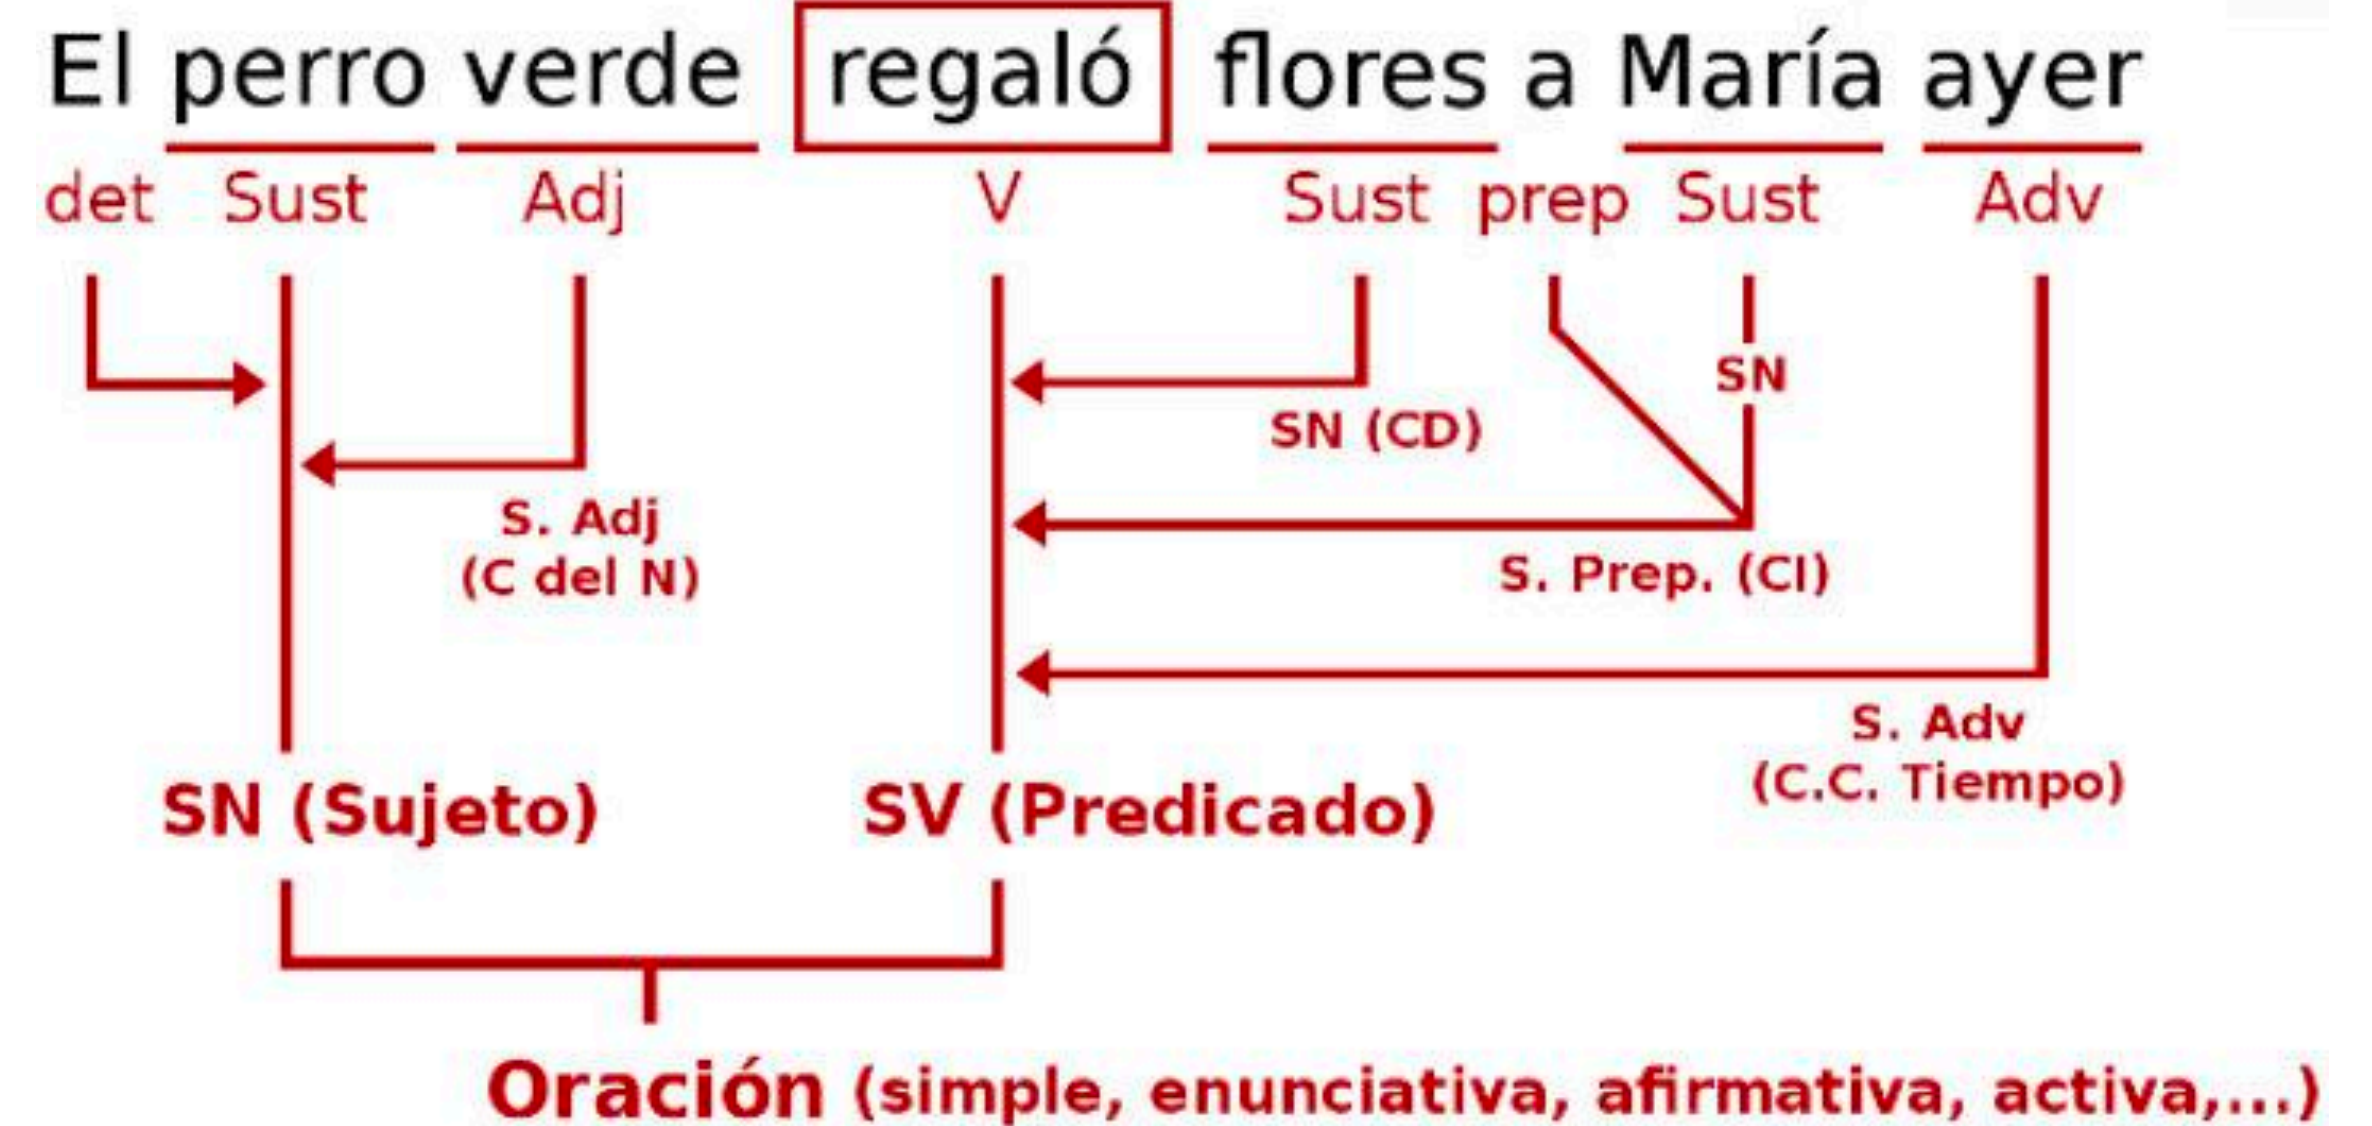 El perro verde regaló flores a María ayer
det Sust Adj V Sust prep Sust Adv
SN
SN (CD)
S. Adj
(C del N)
S. Prep. (CI)
S. Adv
(C.C. Tiempo)
SN (Sujeto) SV (Predicado)
Oración (simple, enunciativa, afirmativa, activa,...)